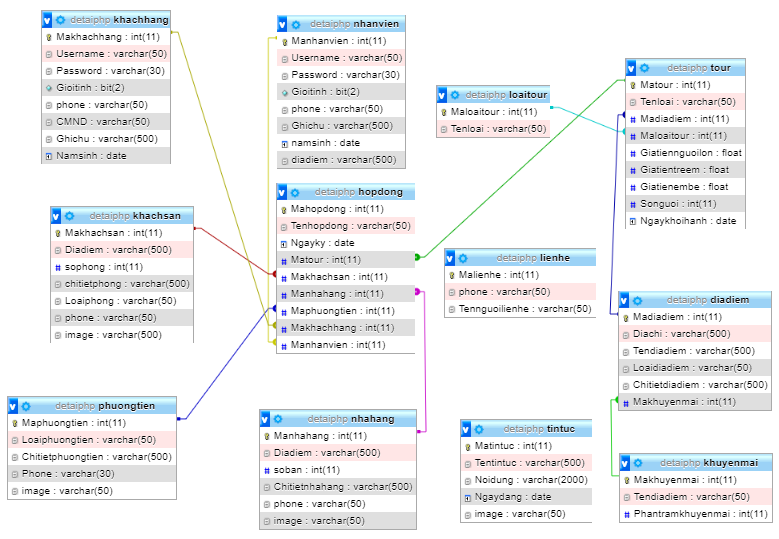 detaiphp khachhang
Makhachhang : int(11)
Username : varchar(50)
Password : varchar(30)
Gioitinh : bit(2)
phone : varchar(50)
CMND : varchar(50)
Ghichu : varchar(500)
Namsinh : date
detaiphp nhanvien
Manhanvien : int(11)
Username : varchar(50)
Password : varchar(30)
Gioitinh : bit(2)
phone : varchar(50)
Ghichu : varchar(500)
namsinh : date
diadiem : varchar(500)
detaiphp loaitour
Maloaitour : int(11)
Tenloai : varchar(50)
detaiphp tour
Matour : int(11)
Tenloai : varchar(50)
Madiadiem : int(11)
Maloaitour : int(11)
Giatiennguoilon : float
Giatientreem : float
Giatienembe : float
Songuoi : int(11)
Ngaykhoihanh : date
detaiphp khachsan
Makhachsan : int(11)
Diadiem : varchar(500)
sophong : int(11)
chitietphong : varchar(500)
Loaiphong : varchar(50)
phone : varchar(50)
image : varchar(500)
detaiphp hopdong
Mahopdong : int(11)
Tenhopdong : varchar(50)
Ngayky : date
Matour : int(11)
Makhachsan : int(11)
Manhahang : int(11)
Maphuongtien : int(11)
Makhachhang : int(11)
Manhanvien : int(11)
detaiphp lienhe
Malienhe : int(11)
phone : varchar(50)
Tennguoilienhe : varchar(50)
detaiphp diadiem
Madiadiem : int(11)
Diachi : varchar(500)
Tendiadiem : varchar(500)
Loaidiadiem : varchar(50)
Chitietdiadiem : varchar(500)
Makhuyenmai : int(11)
detaiphp phuongtien
Maphuongtien : int(11)
Loaiphuongtien : varchar(50)
Chitietphuongtien : varchar(500)
Phone : varchar(30)
image : varchar(50)
detaiphp nhahang
Manhahang : int(11)
Diadiem : varchar(500)
soban : int(11)
Chitietnhahang : varchar(500)
phone : varchar(50)
image : varchar(50)
detaiphp tintuc
Matintuc : int(11)
Tentintuc : varchar(500)
Noidung : varchar(2000)
Ngaydang : date
image : varchar(50)
detaiphp khuyenmai
Makhuyenmai : int(11)
Tendiadiem : varchar(50)
Phantramkhuyenmai : int(11)